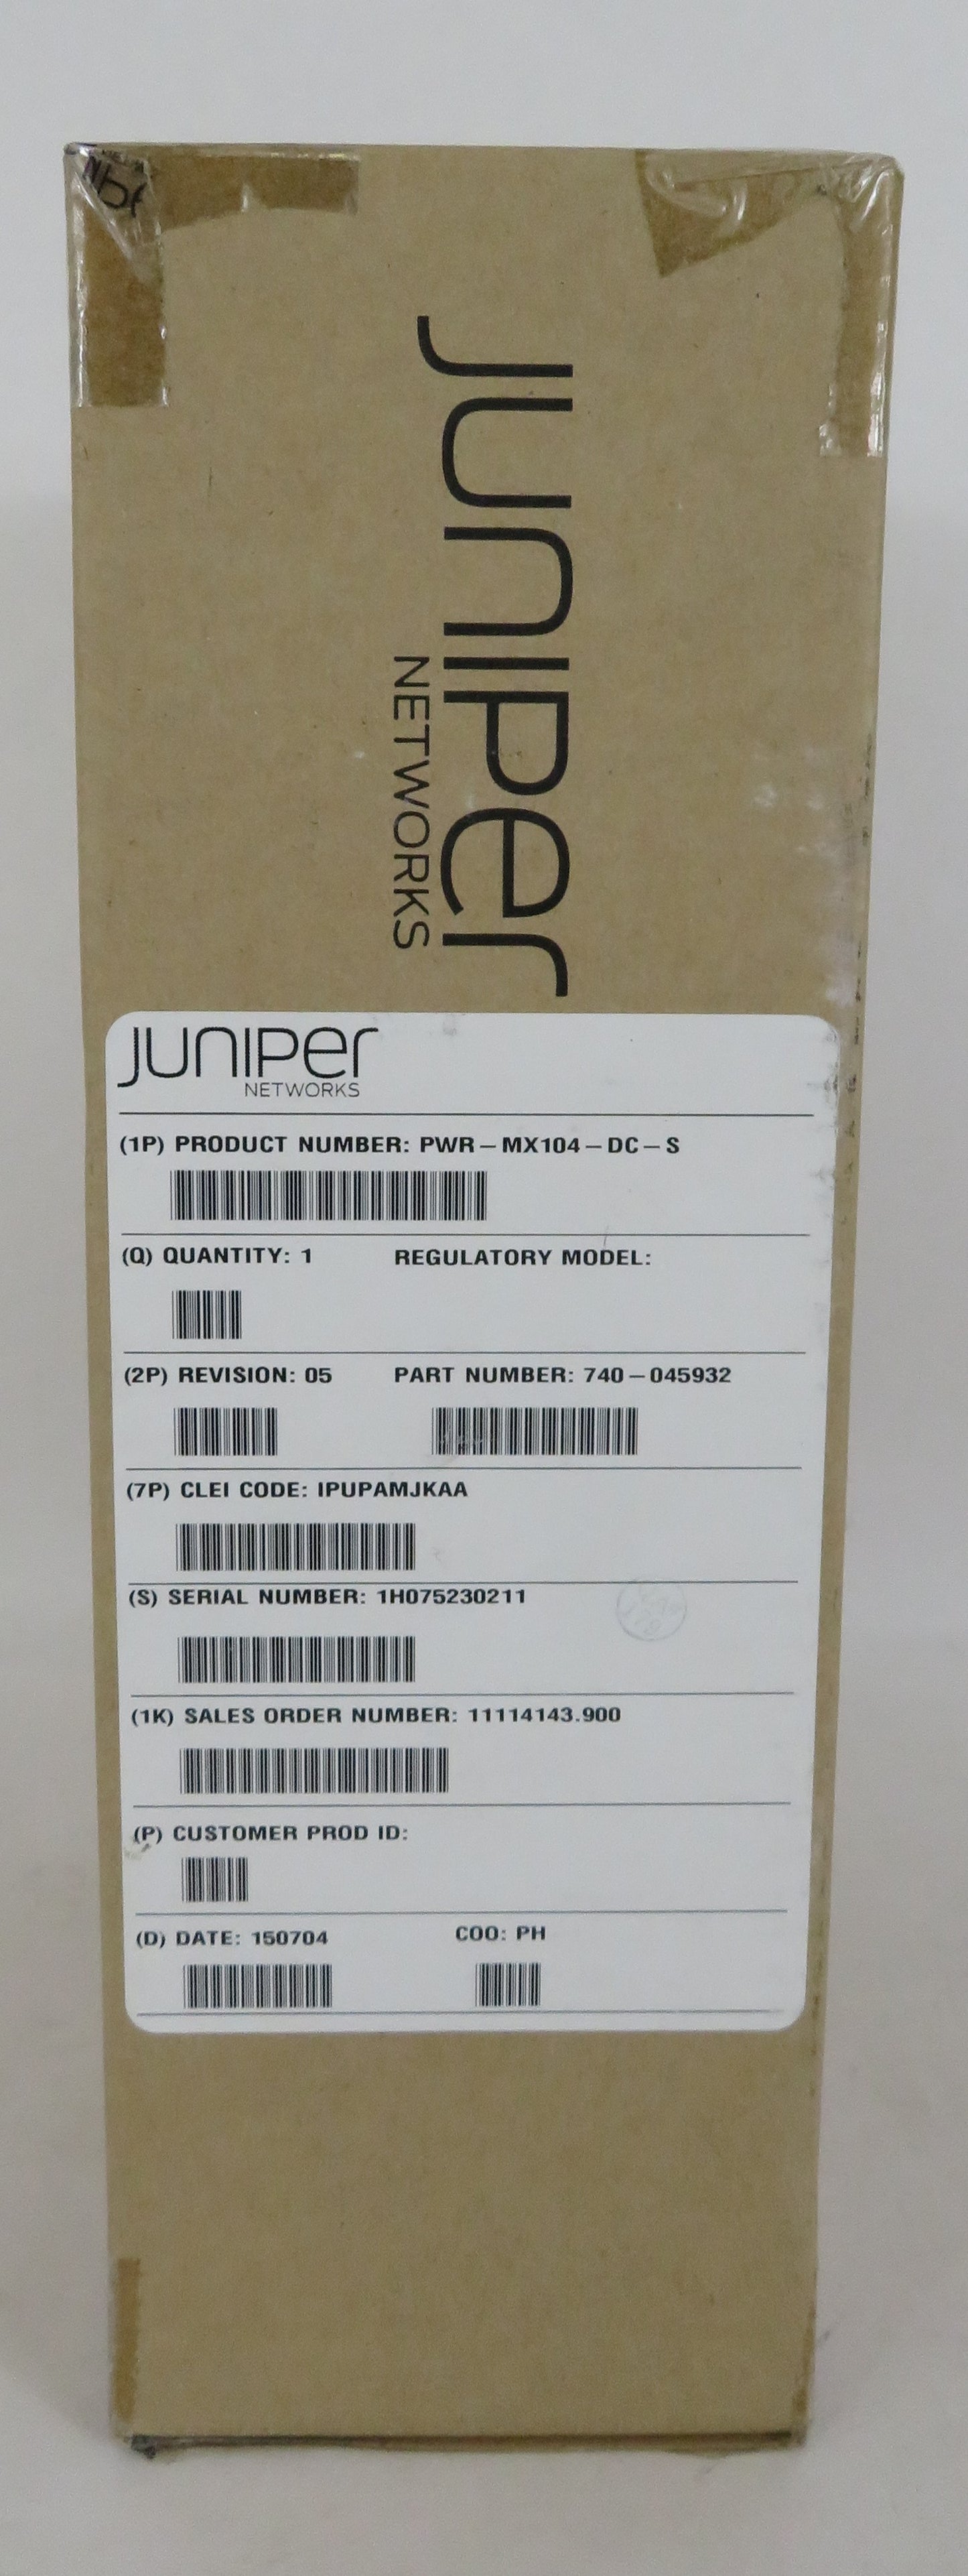 JUNIPer
NETWORKS
JUNIPer
NETWORKS
(1P) PRODUCT NUMBER: PWR-MX104-DC-S
(Q) QUANTITY: 1 REGULATORY MODEL:
(2P) REVISION: 05 PART NUMBER: 740-045932
(7P) CLEI CODE: IPUPAMJKAA
(S) SERIAL NUMBER: 1H075230211
(1K) SALES ORDER NUMBER: 11114143.900
(P) CUSTOMER PROD ID:
(D) DATE: 150704 COO: PH